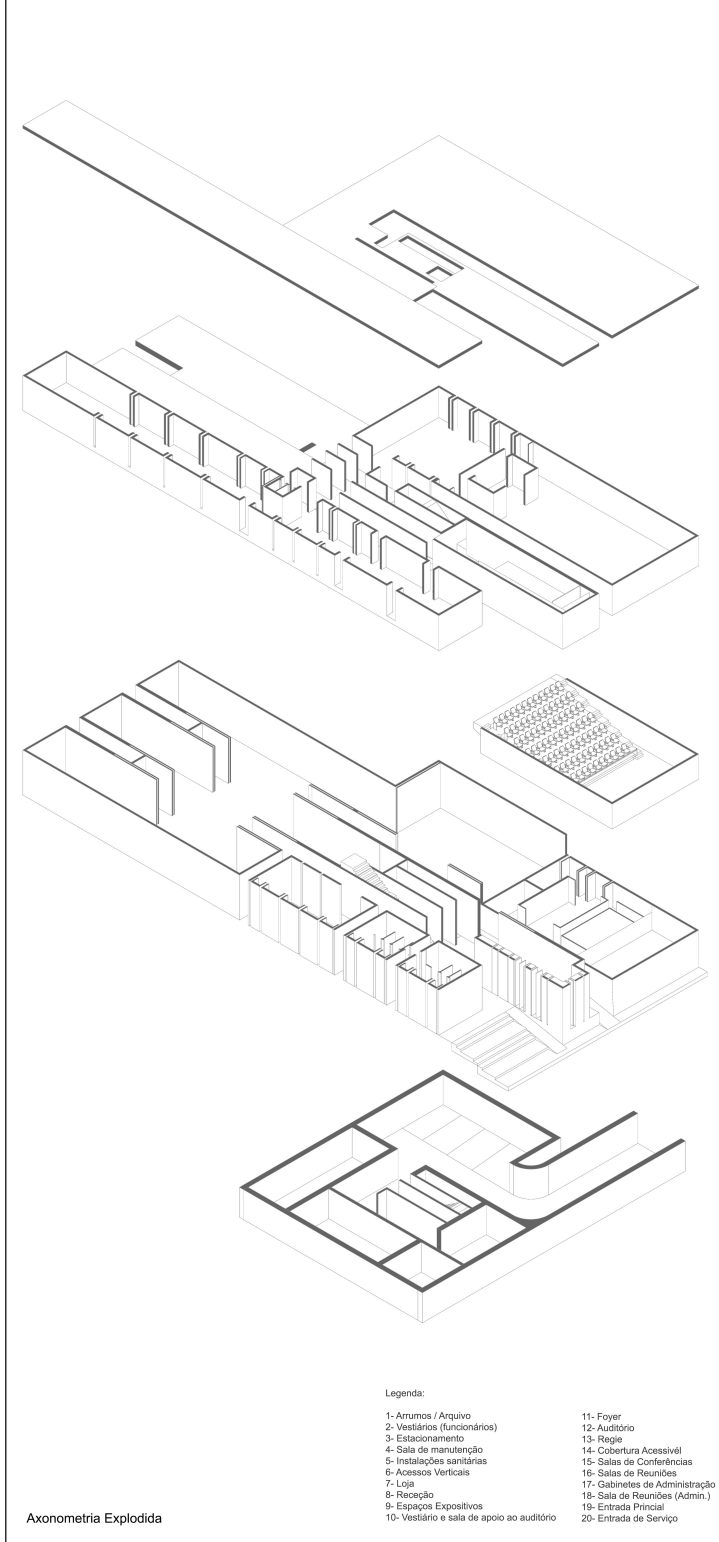 Legenda:
1- Arrumos / Arquivo
2- Vestiários (funcionários)
3- Estacionamento
4- Sala de manutenção
5- Instalações sanitárias
6- Acessos Verticais
7- Loja
8- Receção
9- Espaços Expositivos
10- Vestiário e sala de apoio ao auditório
11- Foyer
12- Auditório
13- Regie
14- Cobertura Acessivél
15- Salas de Conferências
16- Salas de Reuniões
17- Gabinetes de Administração
18- Sala de Reuniões (Admin.)
19- Entrada Princial
20- Entrada de Serviço
Axonometria Explodida